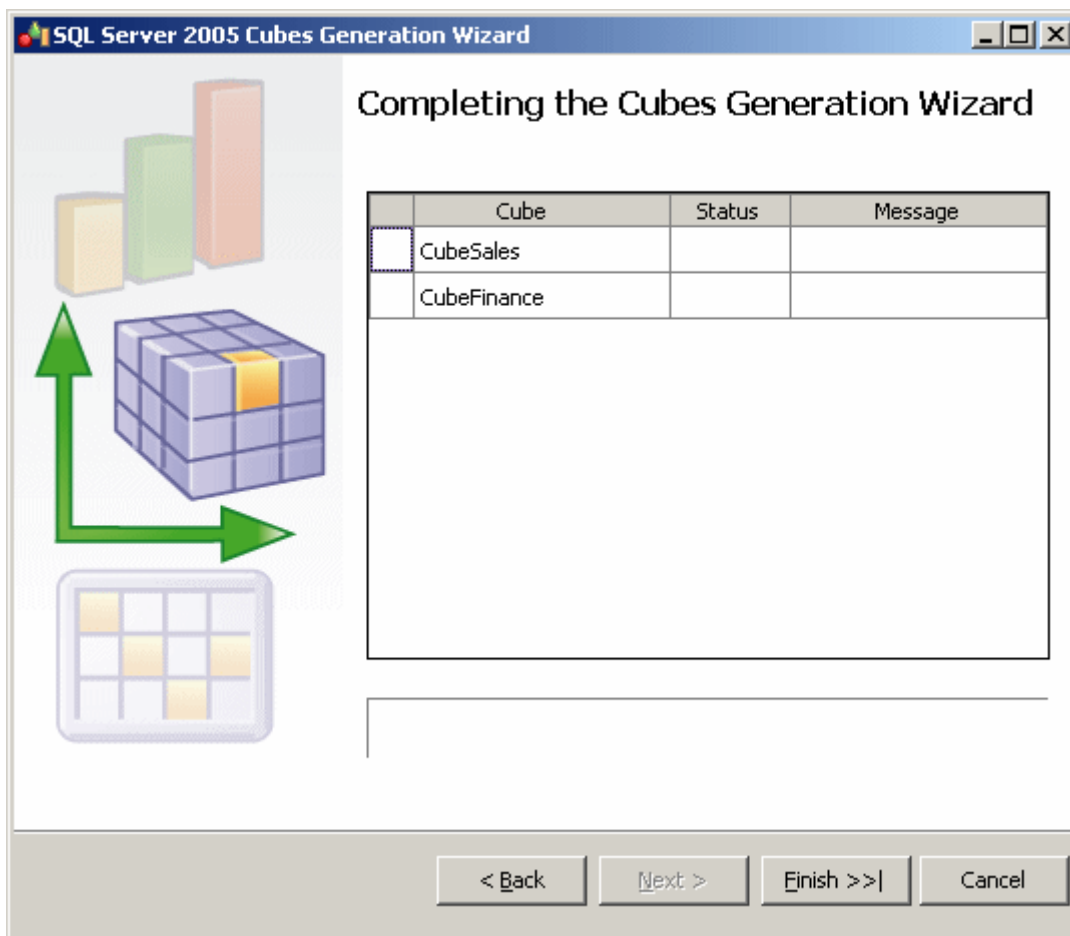 SQL Server 2005 Cubes Generation Wizard
Completing the Cubes Generation Wizard
Cube Status Message
CubeSales
CubeFinance
< Back Next > Finish >>| Cancel